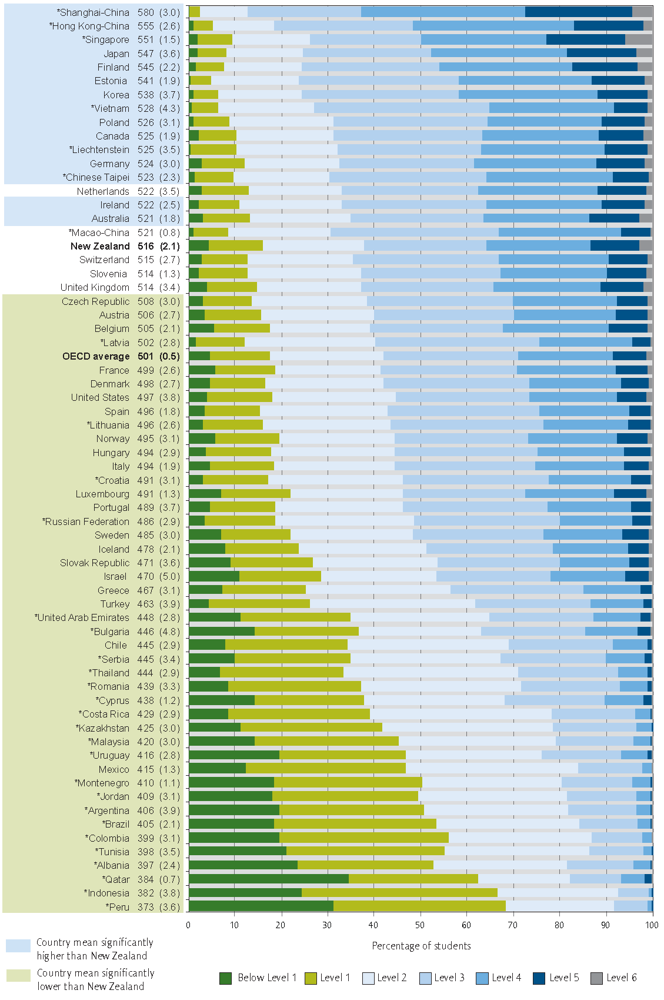 *Shanghai-China 580 (3.0)
*Hong Kong-China 555 (2.6)
*Singapore 551 (1.5)
Japan 547 (3.6)
Finland 545 (2.2)
Estonia 541 (1.9)
Korea 538 (3.7)
*Vietnam 528 (4.3)
Poland 526 (3.1)
Canada 525 (1.9)
*Liechtenstein 525 (3.5)
Germany 524 (3.0)
*Chinese Taipei 523 (2.3)
Netherlands 522 (3.5)
Ireland 522 (2.5)
Australia 521 (1.8)
*Macao-China 521 (0.8)
New Zealand 516 (2.1)
Switzerland 515 (2.7)
Slovenia 514 (1.3)
United Kingdom 514 (3.4)
Czech Republic 508 (3.0)
Austria 506 (2.7)
Belgium 505 (2.1)
*Latvia 502 (2.8)
OECD average 501 (0.5)
France 499 (2.6)
Denmark 498 (2.7)
United States 497 (3.8)
Spain 496 (1.8)
*Lithuania 496 (2.6)
Norway 495 (3.1)
Hungary 494 (2.9)
Italy 494 (1.9)
*Croatia 491 (3.1)
Luxembourg 491 (1.3)
Portugal 489 (3.7)
*Russian Federation 486 (2.9)
Sweden 485 (3.0)
Iceland 478 (2.1)
Slovak Republic 471 (3.6)
Israel 470 (5.0)
Greece 467 (3.1)
Turkey 463 (3.9)
*United Arab Emirates 448 (2.8)
*Bulgaria 446 (4.8)
Chile 445 (2.9)
*Serbia 445 (3.4)
*Thailand 444 (2.9)
*Romania 439 (3.3)
*Cyprus 438 (1.2)
*Costa Rica 429 (2.9)
*Kazakhstan 425 (3.0)
*Malaysia 420 (3.0)
*Uruguay 416 (2.8)
Mexico 415 (1.3)
*Montenegro 410 (1.1)
*Jordan 409 (3.1)
*Argentina 406 (3.9)
*Brazil 405 (2.1)
*Colombia 399 (3.1)
*Tunisia 398 (3.5)
*Albania 397 (2.4)
*Qatar 384 (0.7)
*Indonesia 382 (3.8)
*Peru 373 (3.6)
0 10 20 30 40 50 60 70 80 90 100
Percentage of students
Country mean significantly
higher than New Zealand
Country mean significantly
lower than New Zealand
Below Level 1 Level 1 Level 2 Level 3 Level 4 Level 5 Level 6